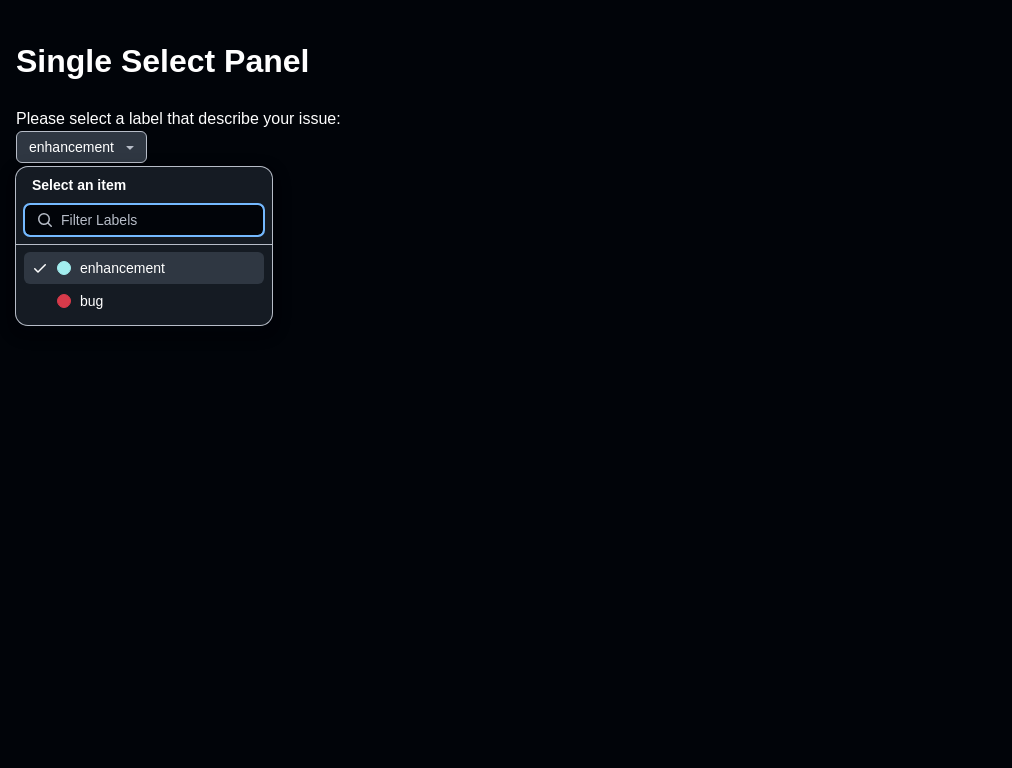 Single Select Panel
Please select a label that describe your issue:
enhancement
Select an item
Filter Labels
enhancement
bug